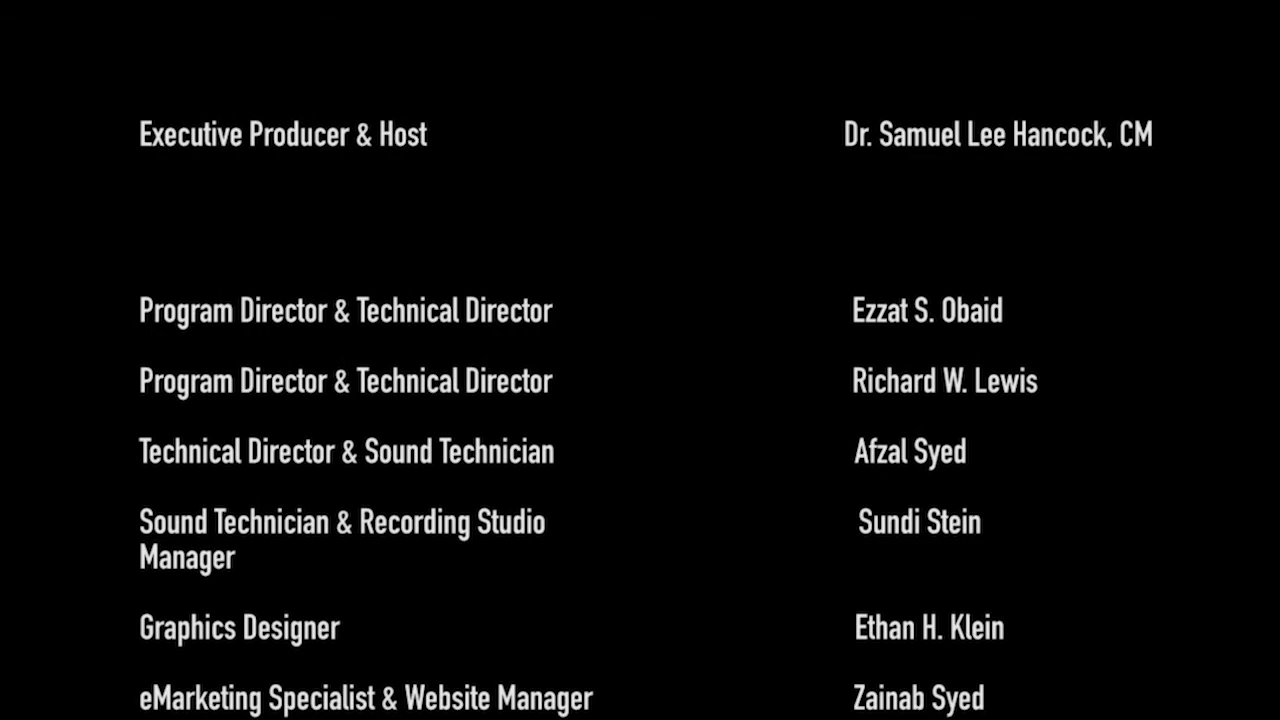 Executive Producer & Host Dr. Samuel Lee Hancock, CM
Program Director & Technical Director Ezzat S. Obaid
Program Director & Technical Director Richard W. Lewis
Technical Director & Sound Technician Afzal Syed
Sound Technician & Recording Studio Sundi Stein
Manager
Graphics Designer Ethan H. Klein
eMarketing Specialist & Website Manager Zainab Syed